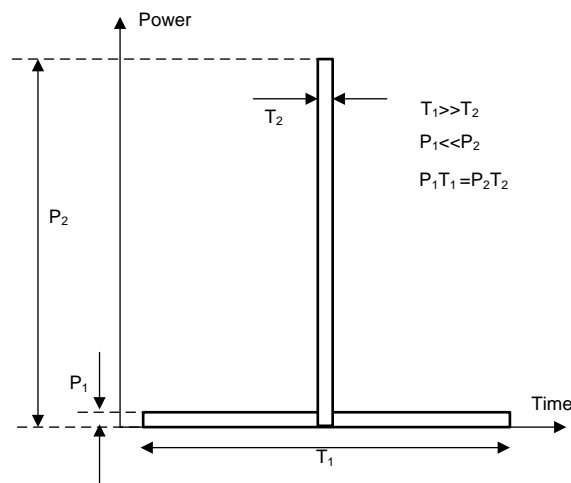 Power
T₂
T₁>>T₂
P₁<<P₂
P₁T₁=P₂T₂
P₂
P₁
Time
T₁